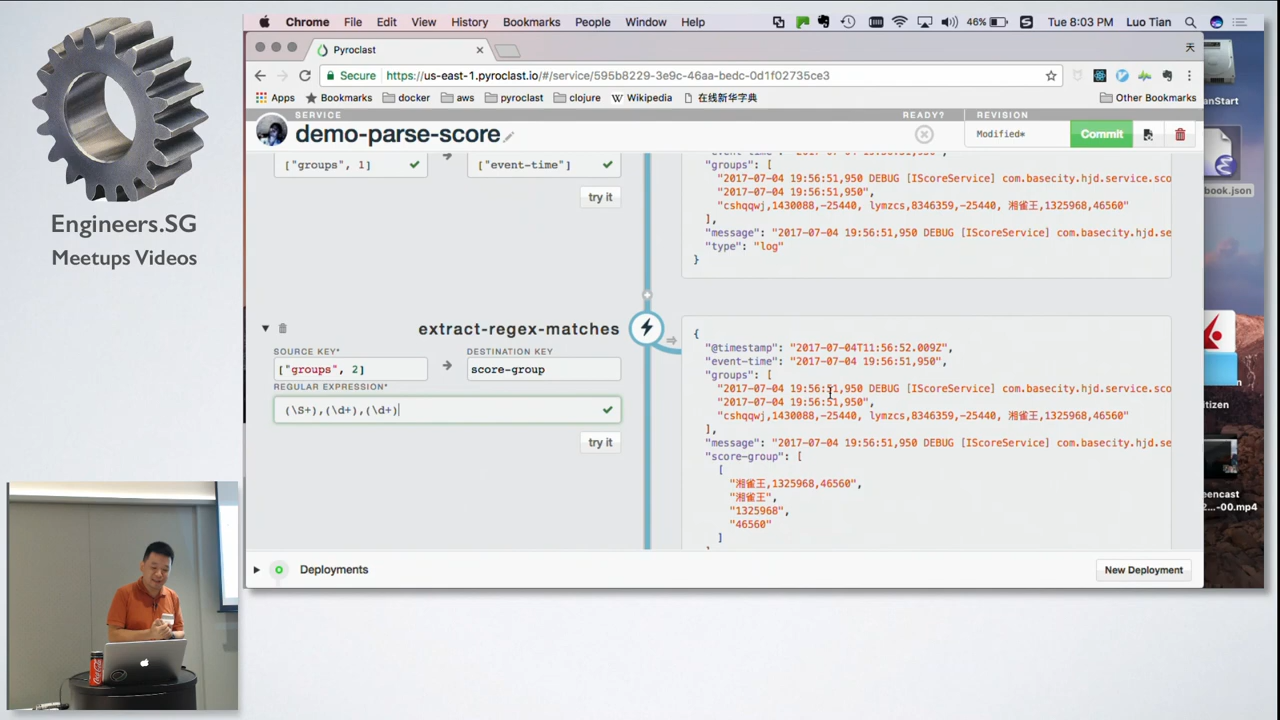 Chrome File Edit View History Bookmarks People Window Help 46% Tue 8:03 PM Luo Tian
Pyroclast
天
Secure https://us-east-1.pyroclast.io/#/service/595b8229-3e9c-46aa-bedc-0d1f02735ce3
Apps Bookmarks docker aws pyroclast clojure Wikipedia 在线新华字典 Other Bookmarks
SERVICE
demo-parse-score
READY?
REVISION
Modified*
Commit
["groups", 1]
["event-time"]
try it
"groups": [
"2017-07-04 19:56:51,950 DEBUG [IScoreService] com.basecity.hjd.service.sco
"2017-07-04 19:56:51,950",
"cshqqwj,1430088,-25440, lymzcs,8346359,-25440, 湘雀王,1325968,46560"
],
"message": "2017-07-04 19:56:51,950 DEBUG [IScoreService] com.basecity.hjd.se
"type": "log"
}
extract-regex-matches
SOURCE KEY*
DESTINATION KEY
["groups", 2]
score-group
REGULAR EXPRESSION*
(\S+),(\d+),(\d+)
try it
{
"@timestamp": "2017-07-04T11:56:52.009Z",
"event-time": "2017-07-04 19:56:51,950",
"groups": [
"2017-07-04 19:56:51,950 DEBUG [IScoreService] com.basecity.hjd.service.sco
"2017-07-04 19:56:51,950",
"cshqqwj,1430088,-25440, lymzcs,8346359,-25440, 湘雀王,1325968,46560"
],
"message": "2017-07-04 19:56:51,950 DEBUG [IScoreService] com.basecity.hjd.se
"score-group": [
[
"湘雀王,1325968,46560",
"湘雀王",
"1325968",
"46560"
]
Deployments
New Deployment
Engineers.SG
Meetups Videos
anStart
book.json
itizen
eencast
2...-00.mp4